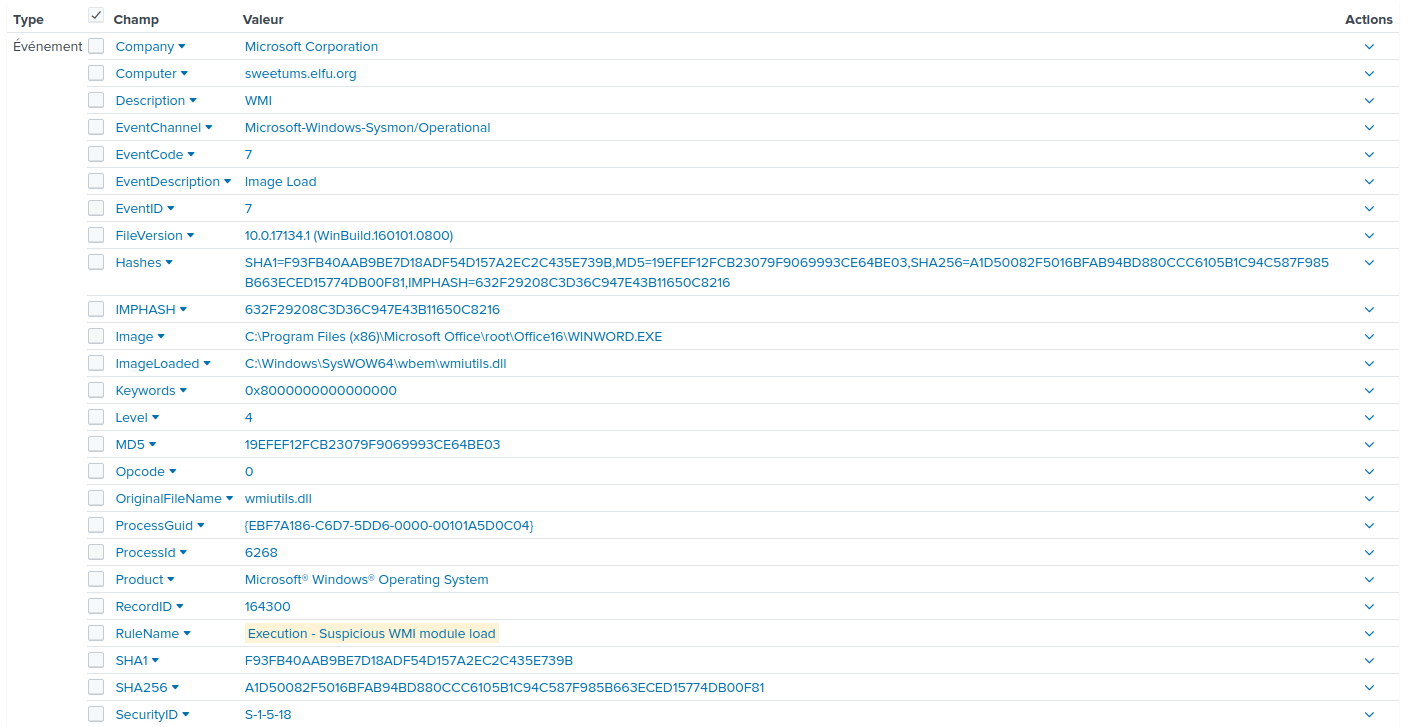 Type Champ Valeur Actions
Événement Company Microsoft Corporation
Computer sweetums.elfu.org
Description WMI
EventChannel Microsoft-Windows-Sysmon/Operational
EventCode 7
EventDescription Image Load
EventID 7
FileVersion 10.0.17134.1 (WinBuild.160101.0800)
Hashes SHA1=F93FB40AAB9BE7D18ADF54D157A2EC2C435E739B,MD5=19EFEF12FCB23079F9069993CE64BE03,SHA256=A1D50082F5016BFAB94BD880CCC6105B1C94C587F985
B663ECED15774DB00F81,IMPHASH=632F29208C3D36C947E43B11650C8216
IMPHASH 632F29208C3D36C947E43B11650C8216
Image C:\Program Files (x86)\Microsoft Office\root\Office16\WINWORD.EXE
ImageLoaded C:\Windows\SysWOW64\wbem\wmiutils.dll
Keywords 0x8000000000000000
Level 4
MD5 19EFEF12FCB23079F9069993CE64BE03
Opcode 0
OriginalFileName wmiutils.dll
ProcessGuid {EBF7A186-C6D7-5DD6-0000-00101A5D0C04}
ProcessId 6268
Product Microsoft® Windows® Operating System
RecordID 164300
RuleName Execution - Suspicious WMI module load
SHA1 F93FB40AAB9BE7D18ADF54D157A2EC2C435E739B
SHA256 A1D50082F5016BFAB94BD880CCC6105B1C94C587F985B663ECED15774DB00F81
SecurityID S-1-5-18